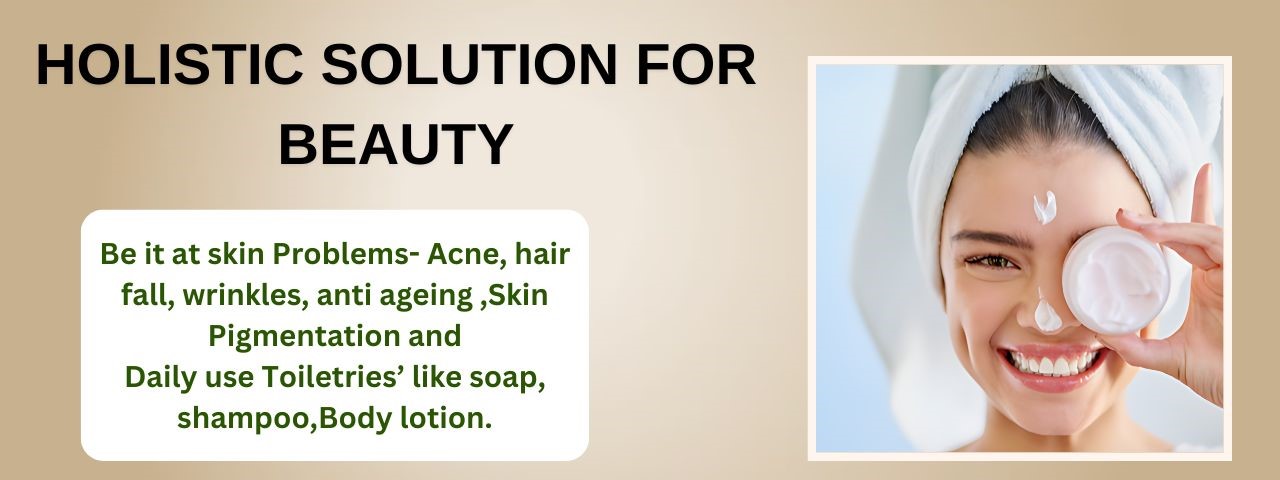 HOLISTIC SOLUTION FOR
BEAUTY
Be it at skin Problems- Acne, hair
fall, wrinkles, anti ageing ,Skin
Pigmentation and
Daily use Toiletries’ like soap,
shampoo,Body lotion.